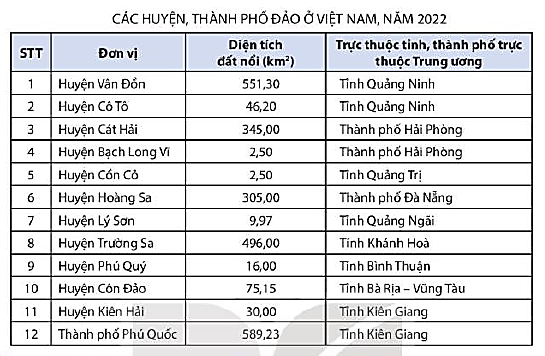 CÁC HUYỆN, THÀNH PHỐ ĐẢO Ở VIỆT NAM, NĂM 2022
STT Đơn vị Diện tích đất nổi (km²) Trực thuộc tỉnh, thành phố trực thuộc Trung ương
1 Huyện Vân Đồn 551,30 Tỉnh Quảng Ninh
2 Huyện Cô Tô 46,20 Tỉnh Quảng Ninh
3 Huyện Cát Hải 345,00 Thành phố Hải Phòng
4 Huyện Bạch Long Vĩ 2,50 Thành phố Hải Phòng
5 Huyện Cồn Cỏ 2,50 Tỉnh Quảng Trị
6 Huyện Hoàng Sa 305,00 Thành phố Đà Nẵng
7 Huyện Lý Sơn 9,97 Tỉnh Quảng Ngãi
8 Huyện Trường Sa 496,00 Tỉnh Khánh Hoà
9 Huyện Phú Quý 16,00 Tỉnh Bình Thuận
10 Huyện Côn Đảo 75,15 Tỉnh Bà Rịa – Vũng Tàu
11 Huyện Kiên Hải 30,00 Tỉnh Kiên Giang
12 Thành phố Phú Quốc 589,23 Tỉnh Kiên Giang